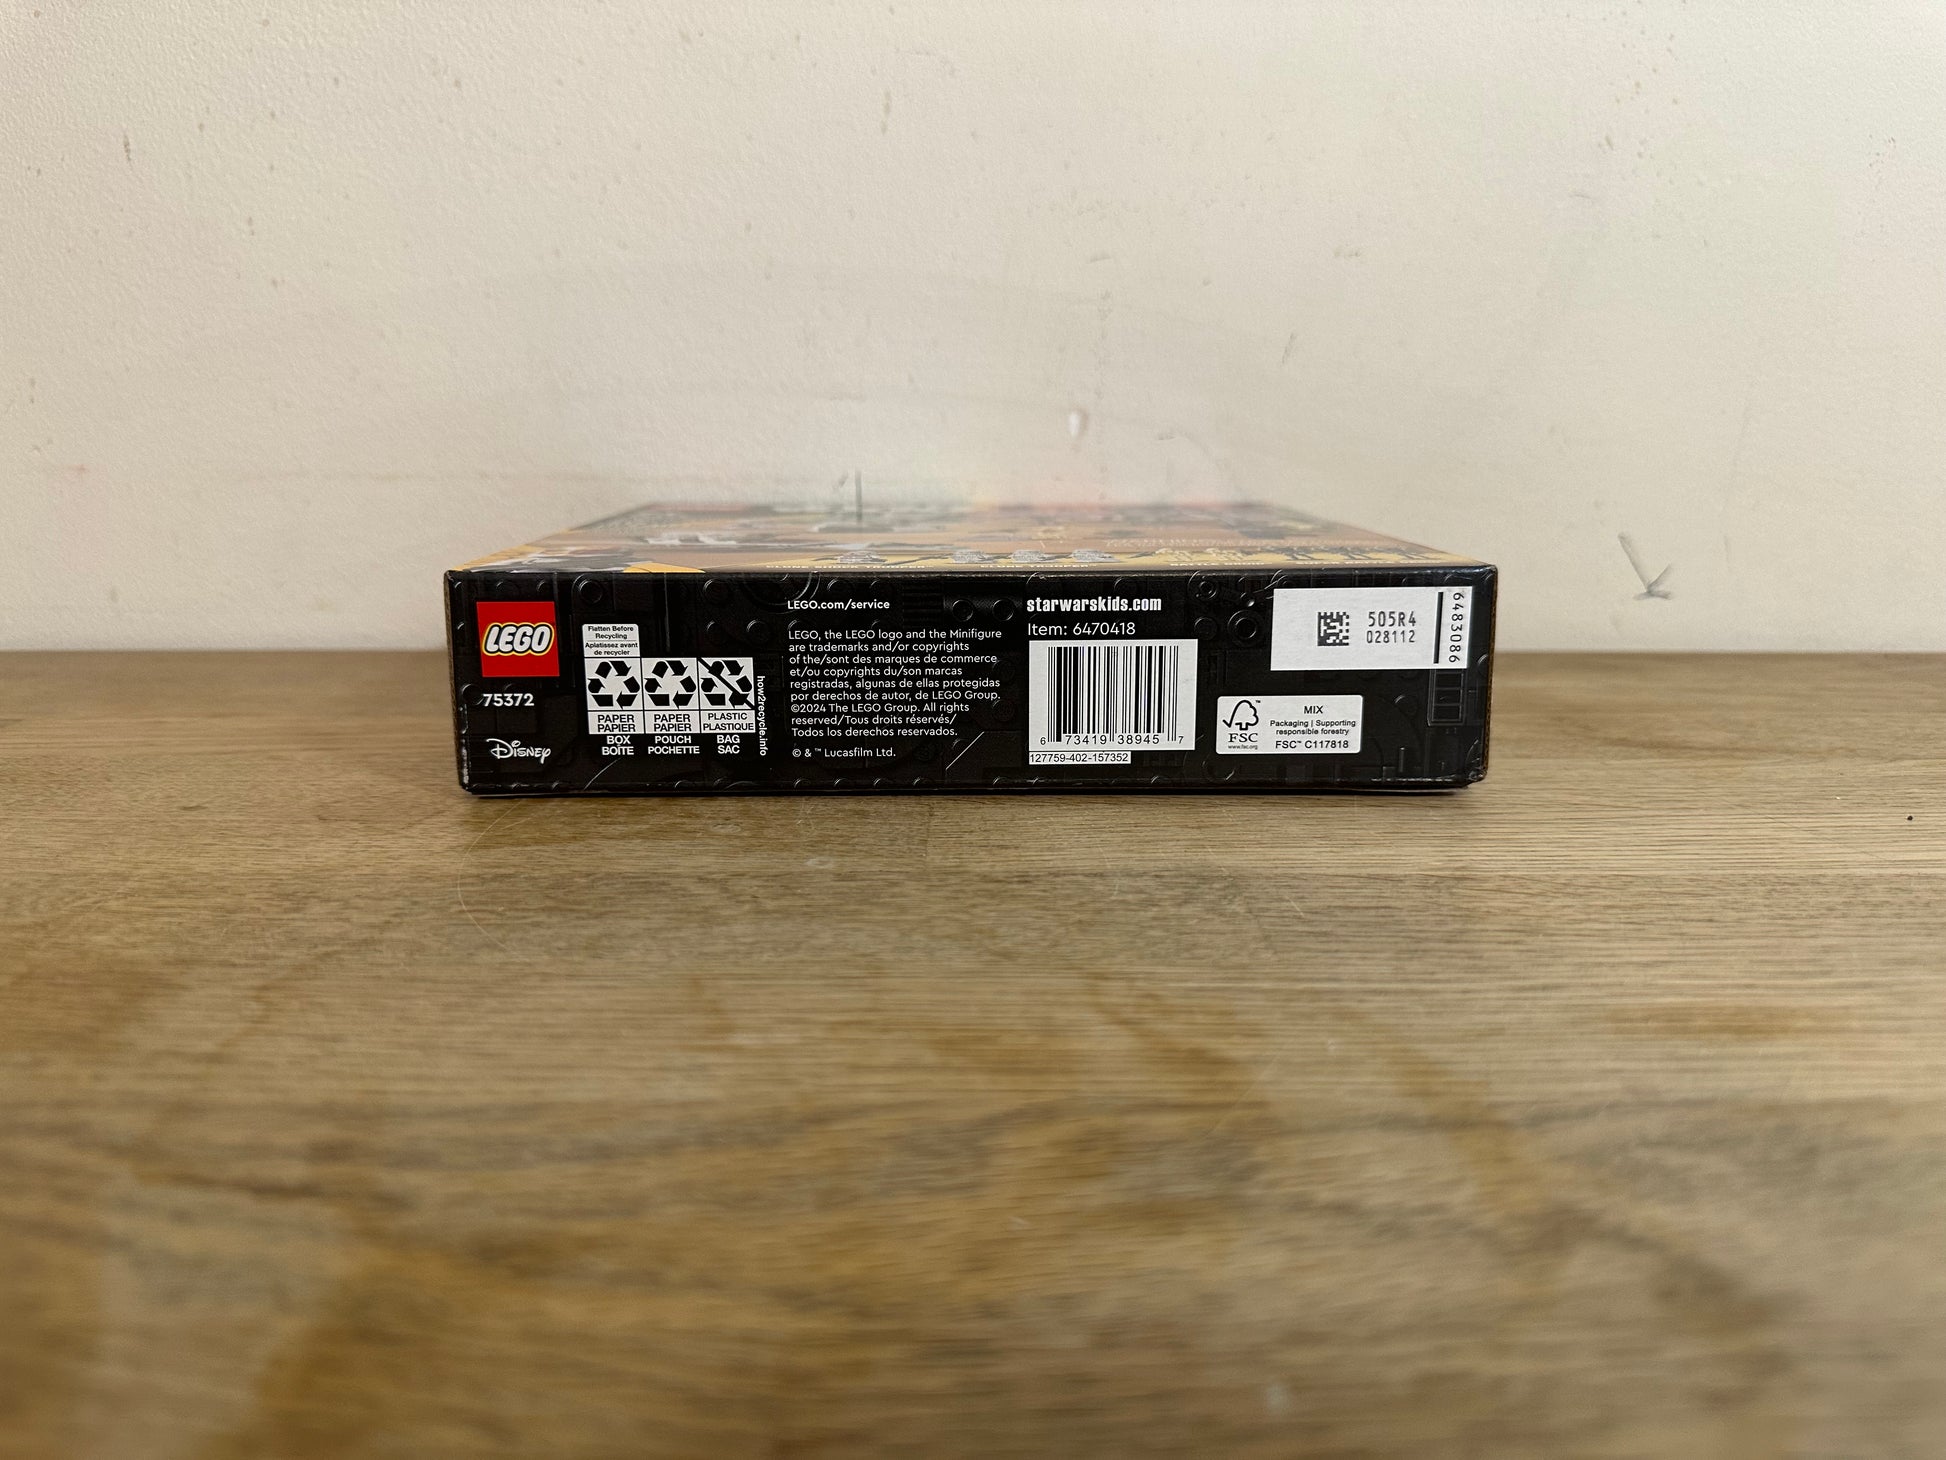 LEGO
75372
Disney
Flatten Before
Recycling
Aplatissez avant
de recycler
PAPER
PAPIER
BOX
BOÎTE
PAPER
PAPIER
POUCH
POCHETTE
PLASTIC
PLASTIQUE
BAG
SAC
how2recycle.info
LEGO.com/service
LEGO, the LEGO logo and the Minifigure
are trademarks and/or copyrights
of the/sont des marques de commerce
et/ou copyrights du/son marcas
registradas, algunas de ellas protegidas
por derechos de autor, de LEGO Group.
©2024 The LEGO Group. All rights
reserved/Tous droits réservés/
Todos los derechos reservados.
© & ™ Lucasfilm Ltd.
starwarskids.com
Item: 6470418
6 73419 38945 7
127759-402-157352
505R4
028112
6483086
FSC™
www.fsc.org
MIX
Packaging | Supporting
responsible forestry
FSC™ C117818